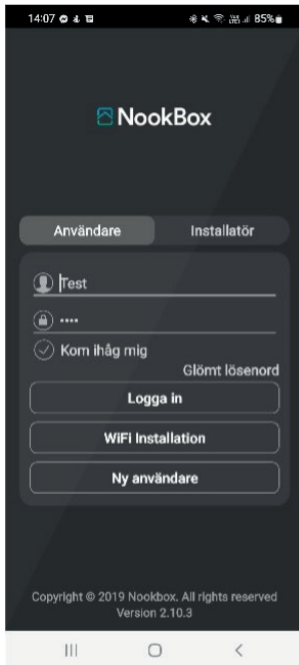 14:07 85%
NookBox
Användare Installatör
Test
••••
Kom ihåg mig
Glömt lösenord
Logga in
WiFi Installation
Ny användare
Copyright © 2019 Nookbox. All rights reserved
Version 2.10.3